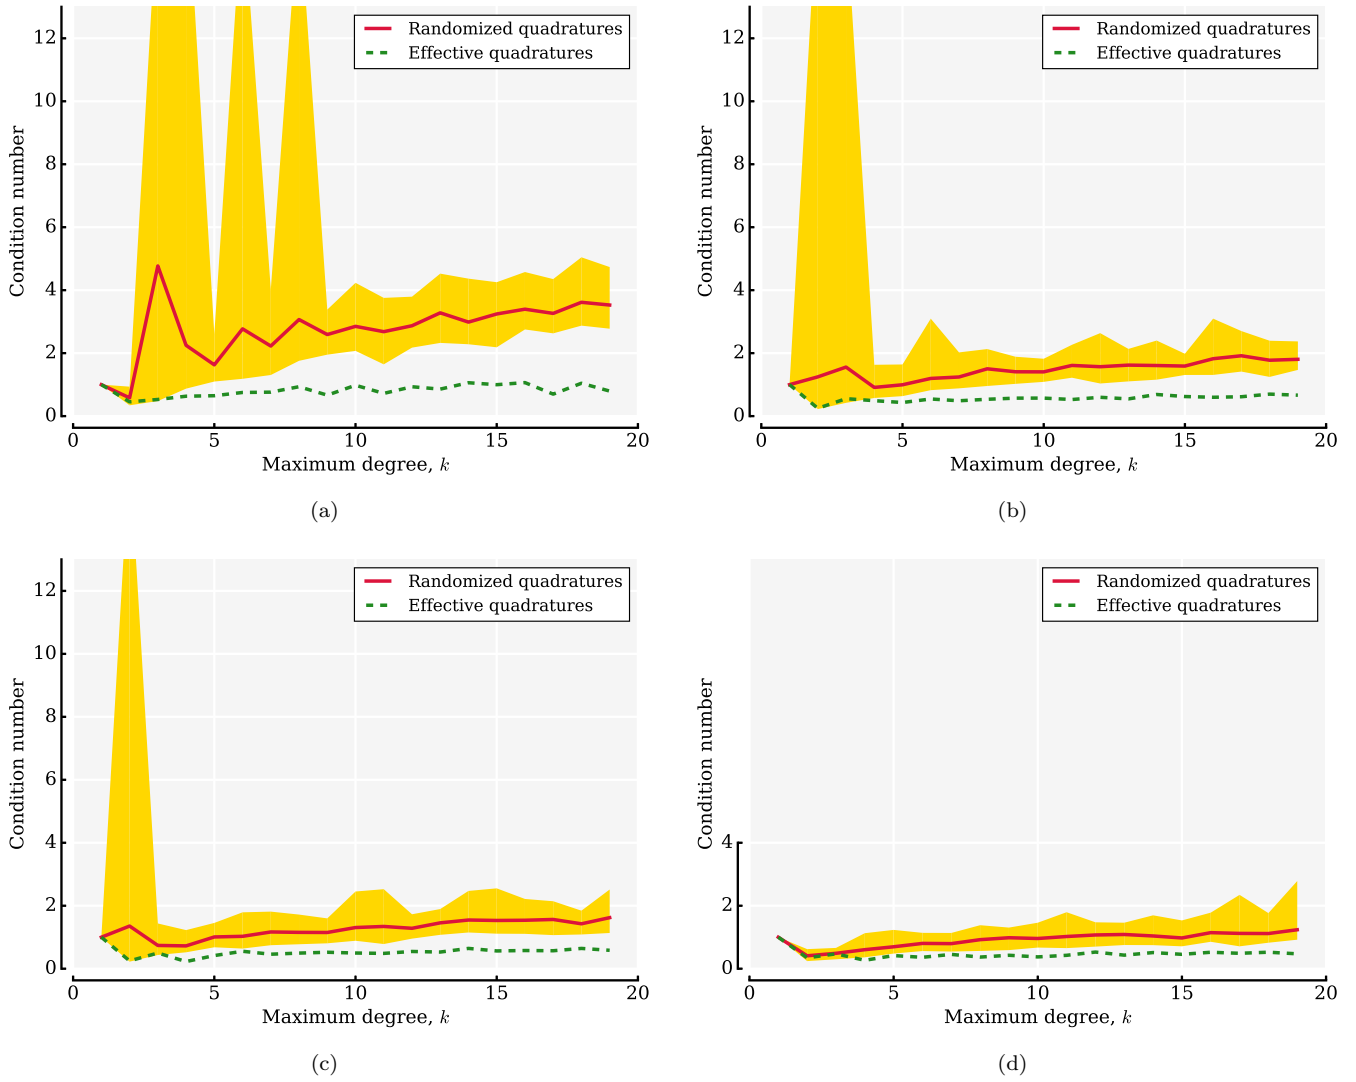 Randomized quadratures
Effective quadratures
12
10
8
6
4
2
0
Condition number
0 5 10 15 20
Maximum degree, k
(a)
Randomized quadratures
Effective quadratures
12
10
8
6
4
2
0
Condition number
0 5 10 15 20
Maximum degree, k
(b)
Randomized quadratures
Effective quadratures
12
10
8
6
4
2
0
Condition number
0 5 10 15 20
Maximum degree, k
(c)
Randomized quadratures
Effective quadratures
4
2
0
Condition number
0 5 10 15 20
Maximum degree, k
(d)